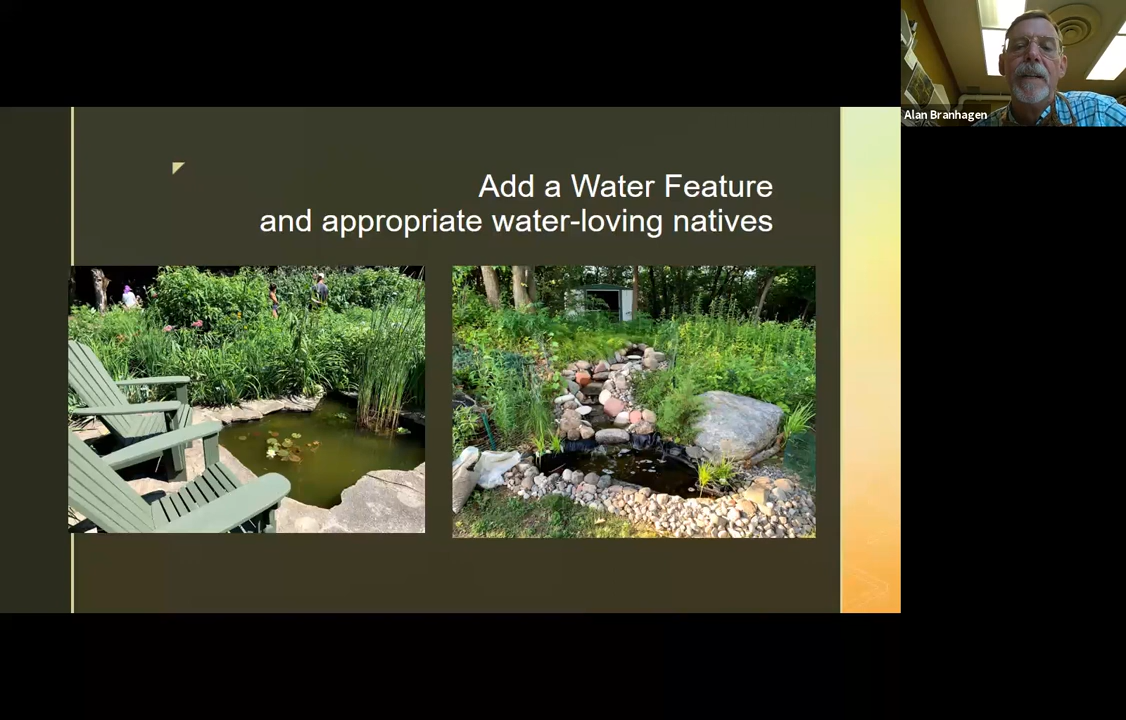 Add a Water Feature
and appropriate water-loving natives
Alan Branhagen